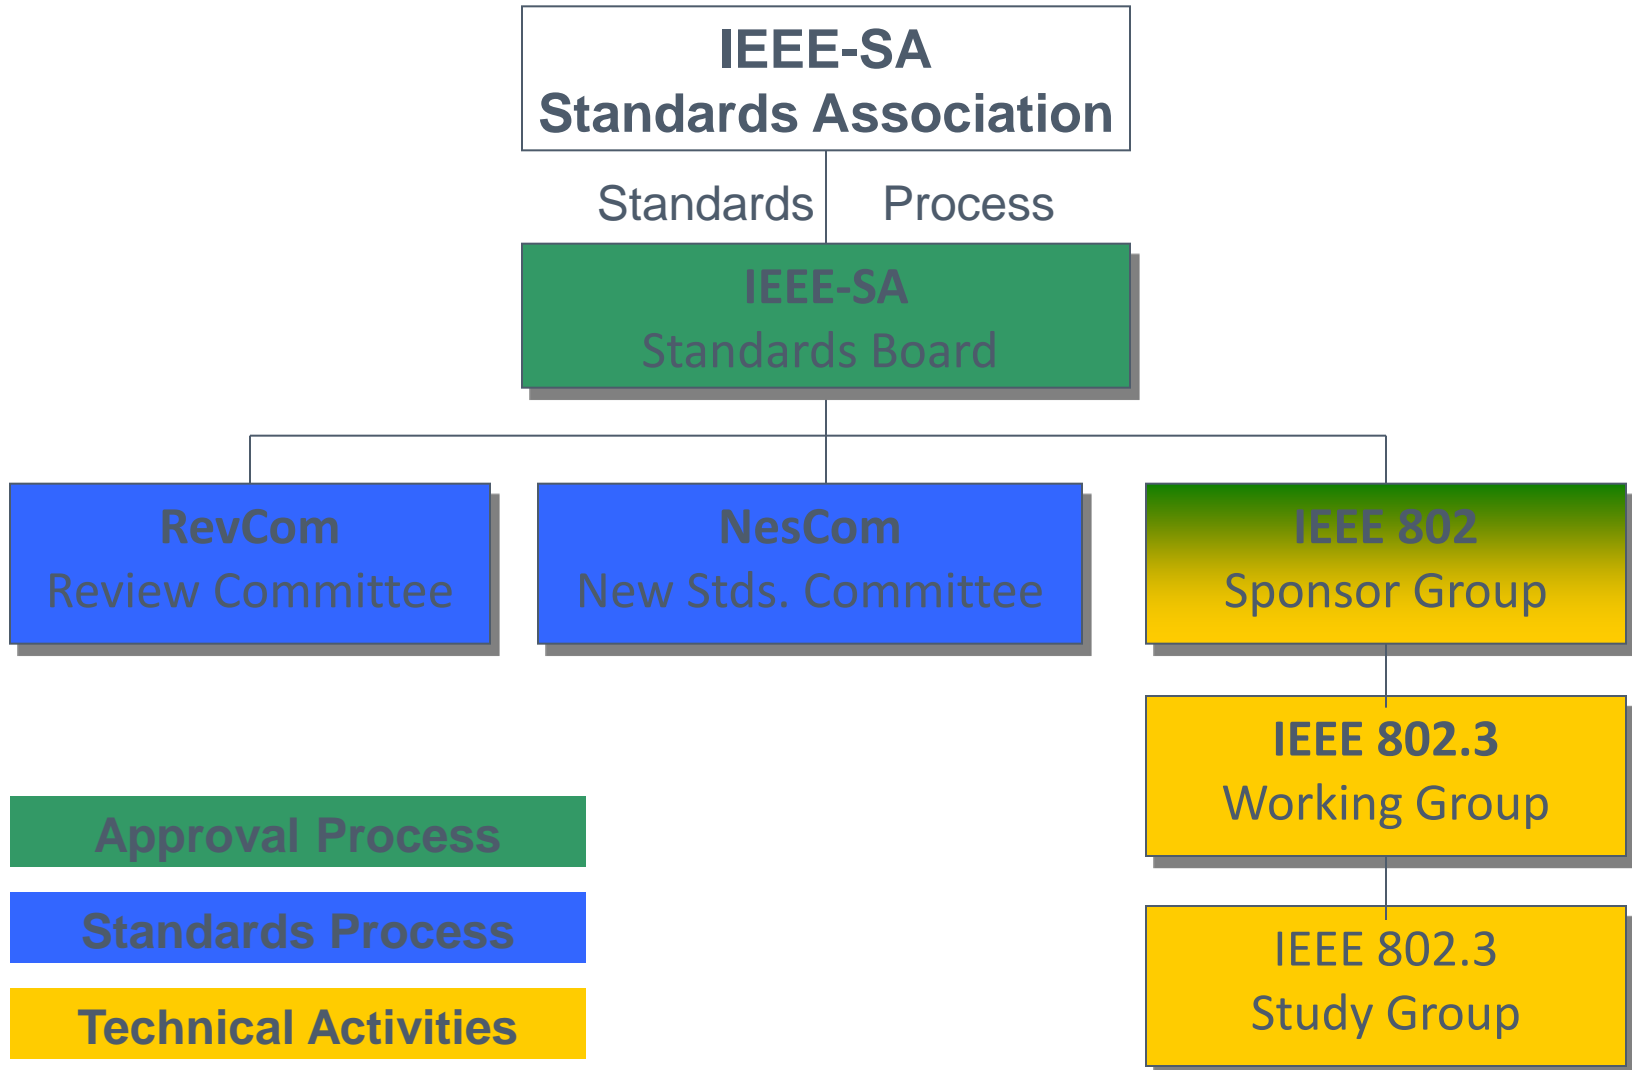 IEEE-SA
Standards Association
Standards Process
IEEE-SA
Standards Board
RevCom
Review Committee
NesCom
New Stds. Committee
IEEE 802
Sponsor Group
IEEE 802.3
Working Group
IEEE 802.3
Study Group
Approval Process
Standards Process
Technical Activities